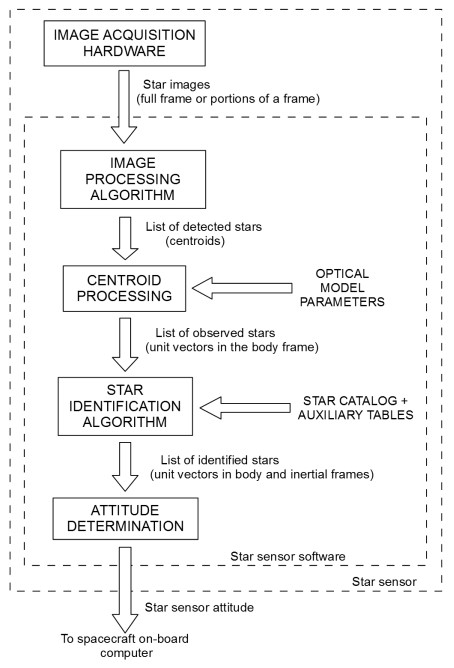 IMAGE ACQUISITION
HARDWARE
Star images
(full frame or portions of a frame)
IMAGE
PROCESSING
ALGORITHM
List of detected stars
(centroids)
CENTROID
PROCESSING
OPTICAL
MODEL
PARAMETERS
List of observed stars
(unit vectors in the body frame)
STAR
IDENTIFICATION
ALGORITHM
STAR CATALOG +
AUXILIARY TABLES
List of identified stars
(unit vectors in body and inertial frames)
ATTITUDE
DETERMINATION
Star sensor software
Star sensor
Star sensor attitude
To spacecraft on-board
computer